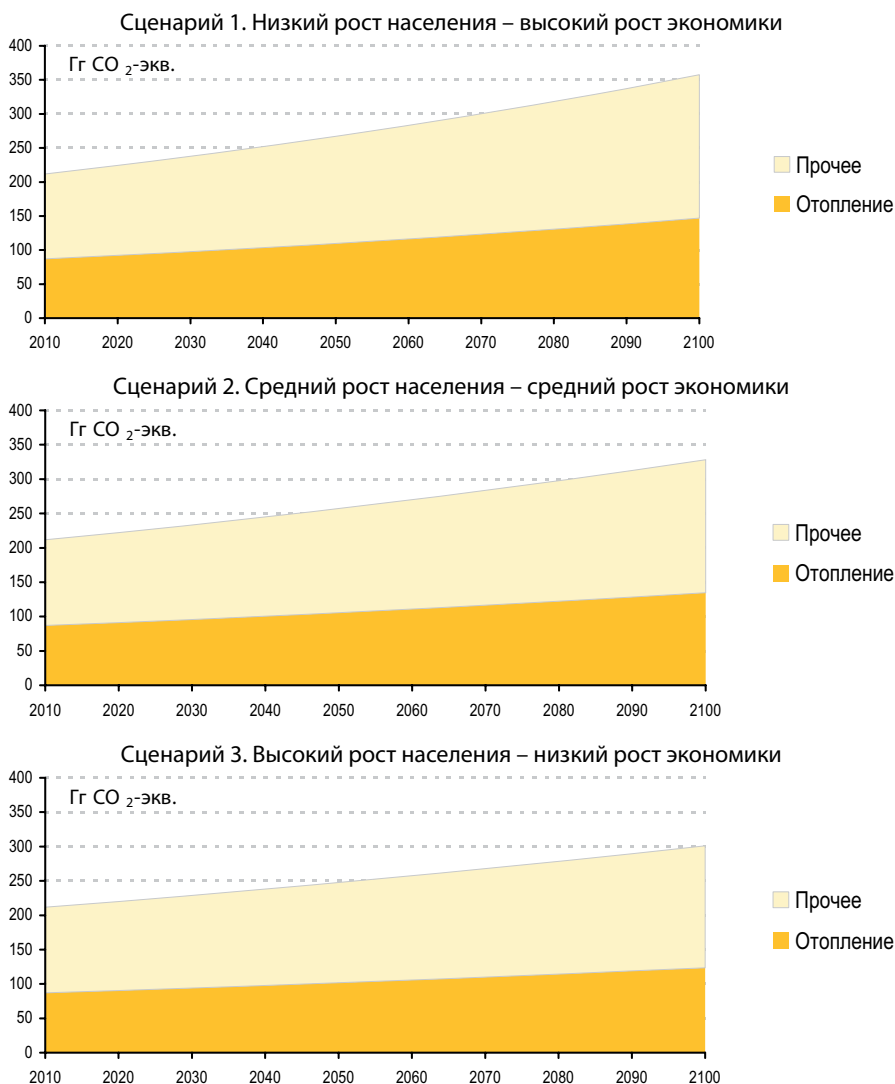 Сценарий 1. Низкий рост населения – высокий рост экономики
400
Гг CO 2-экв.
350
300
250
200
150
100
50
0
2010 2020 2030 2040 2050 2060 2070 2080 2090 2100
Прочее
Отопление
Сценарий 2. Средний рост населения – средний рост экономики
400
Гг CO 2-экв.
350
300
250
200
150
100
50
0
2010 2020 2030 2040 2050 2060 2070 2080 2090 2100
Прочее
Отопление
Сценарий 3. Высокий рост населения – низкий рост экономики
400
Гг CO 2-экв.
350
300
250
200
150
100
50
0
2010 2020 2030 2040 2050 2060 2070 2080 2090 2100
Прочее
Отопление